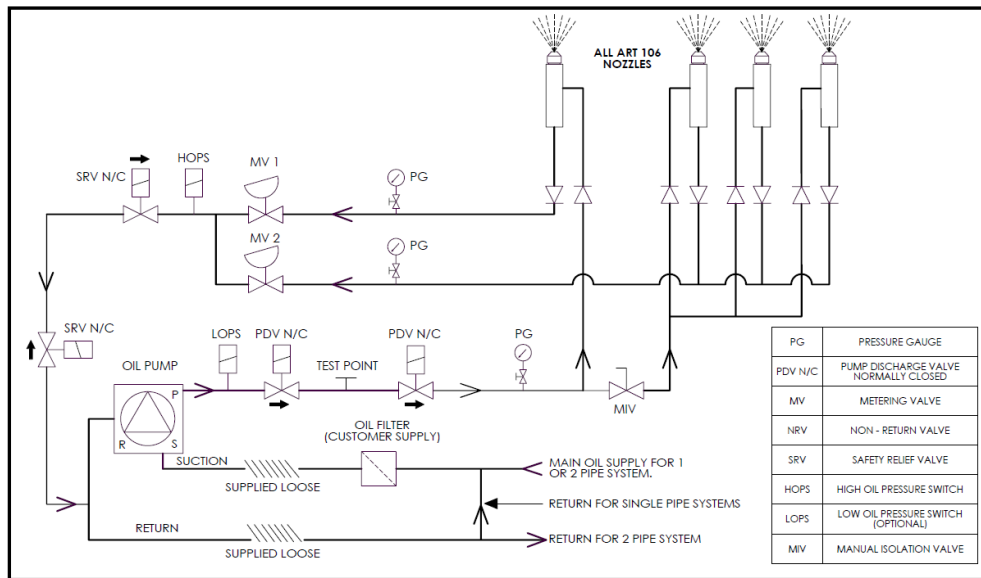 ALL ART 106
NOZZLES
HOPS
MV 1
SRV N/C
PG
MV 2
PG
SRV N/C
LOPS
PDV N/C
PDV N/C
PG
OIL PUMP
TEST POINT
P
R
S
MIV
OIL FILTER
(CUSTOMER SUPPLY)
SUCTION
SUPPLIED LOOSE
MAIN OIL SUPPLY FOR 1
OR 2 PIPE SYSTEM.
RETURN FOR SINGLE PIPE SYSTEMS
RETURN
SUPPLIED LOOSE
RETURN FOR 2 PIPE SYSTEM
PG PRESSURE GAUGE
PDV N/C PUMP DISCHARGE VALVE
NORMALLY CLOSED
MV METERING VALVE
NRV NON - RETURN VALVE
SRV SAFETY RELIEF VALVE
HOPS HIGH OIL PRESSURE SWITCH
LOPS LOW OIL PRESSURE SWITCH
(OPTIONAL)
MIV MANUAL ISOLATION VALVE